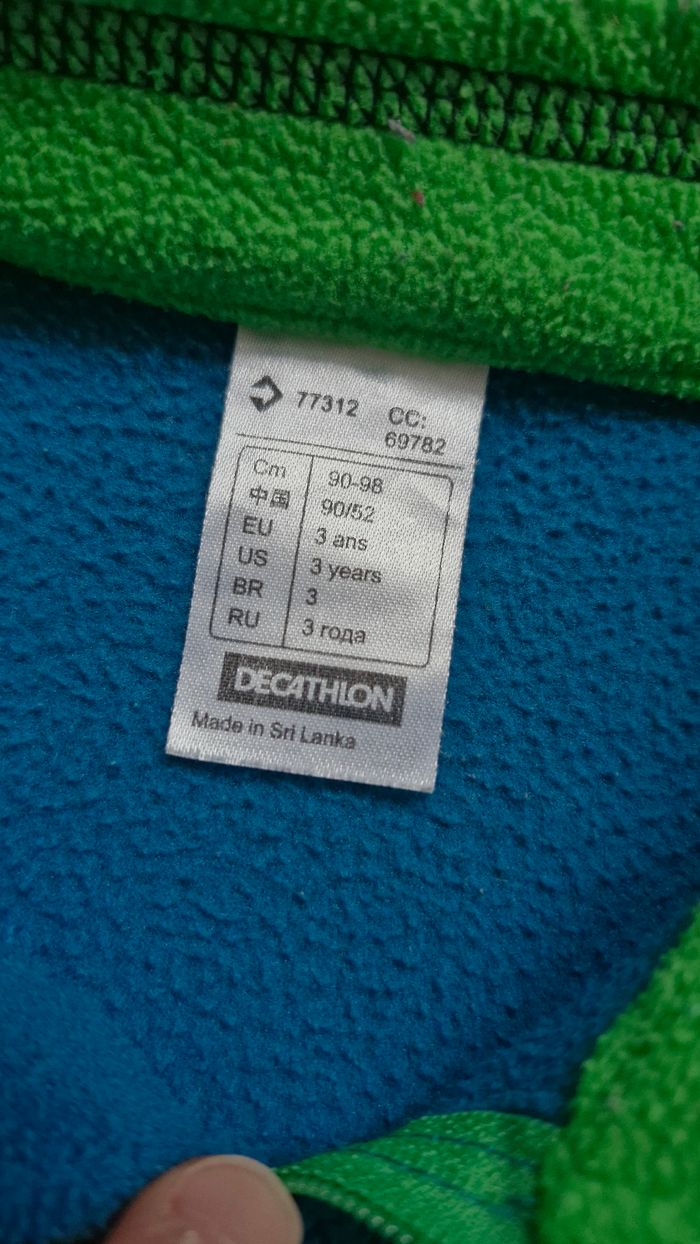 77312 CC:
69782
Cm 90-98
中国 90/52
EU 3 ans
US 3 years
BR 3
RU 3 года
DECATHLON
Made in Sri Lanka